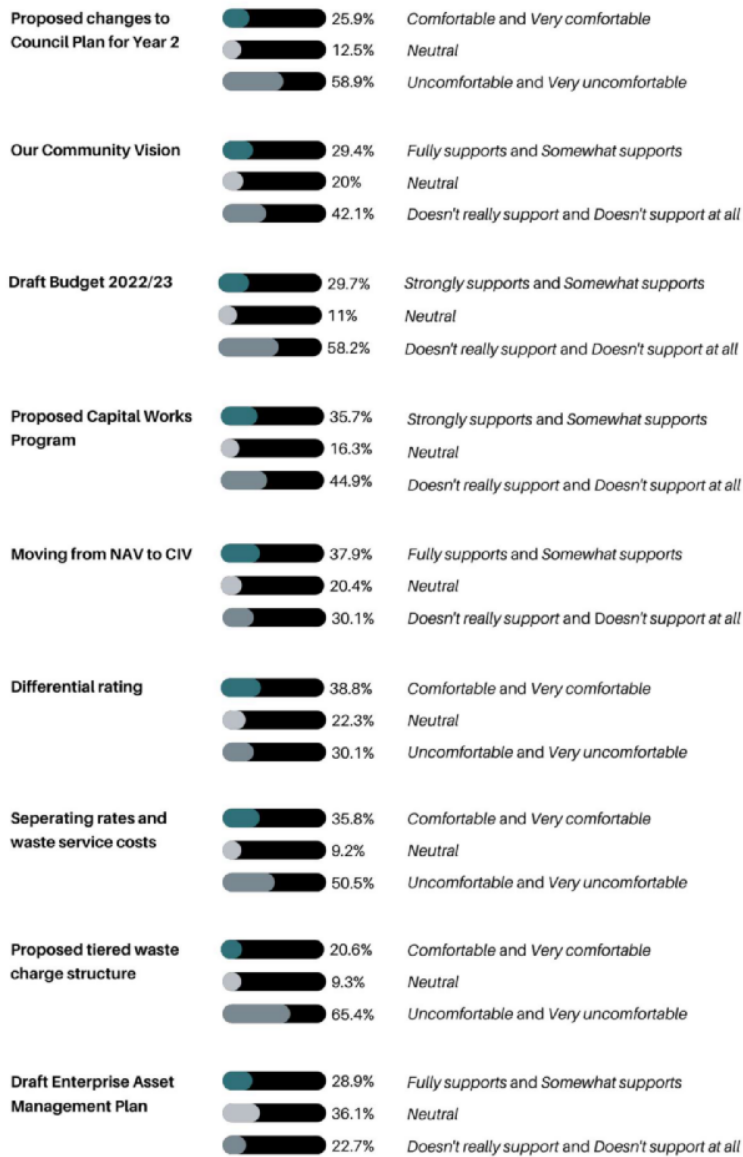 Proposed changes to
Council Plan for Year 2
25.9% Comfortable and Very comfortable
12.5% Neutral
58.9% Uncomfortable and Very uncomfortable
Our Community Vision
29.4% Fully supports and Somewhat supports
20% Neutral
42.1% Doesn't really support and Doesn't support at all
Draft Budget 2022/23
29.7% Strongly supports and Somewhat supports
11% Neutral
58.2% Doesn't really support and Doesn't support at all
Proposed Capital Works
Program
35.7% Strongly supports and Somewhat supports
16.3% Neutral
44.9% Doesn't really support and Doesn't support at all
Moving from NAV to CIV
37.9% Fully supports and Somewhat supports
20.4% Neutral
30.1% Doesn't really support and Doesn't support at all
Differential rating
38.8% Comfortable and Very comfortable
22.3% Neutral
30.1% Uncomfortable and Very uncomfortable
Seperating rates and
waste service costs
35.8% Comfortable and Very comfortable
9.2% Neutral
50.5% Uncomfortable and Very uncomfortable
Proposed tiered waste
charge structure
20.6% Comfortable and Very comfortable
9.3% Neutral
65.4% Uncomfortable and Very uncomfortable
Draft Enterprise Asset
Management Plan
28.9% Fully supports and Somewhat supports
36.1% Neutral
22.7% Doesn't really support and Doesn't support at all